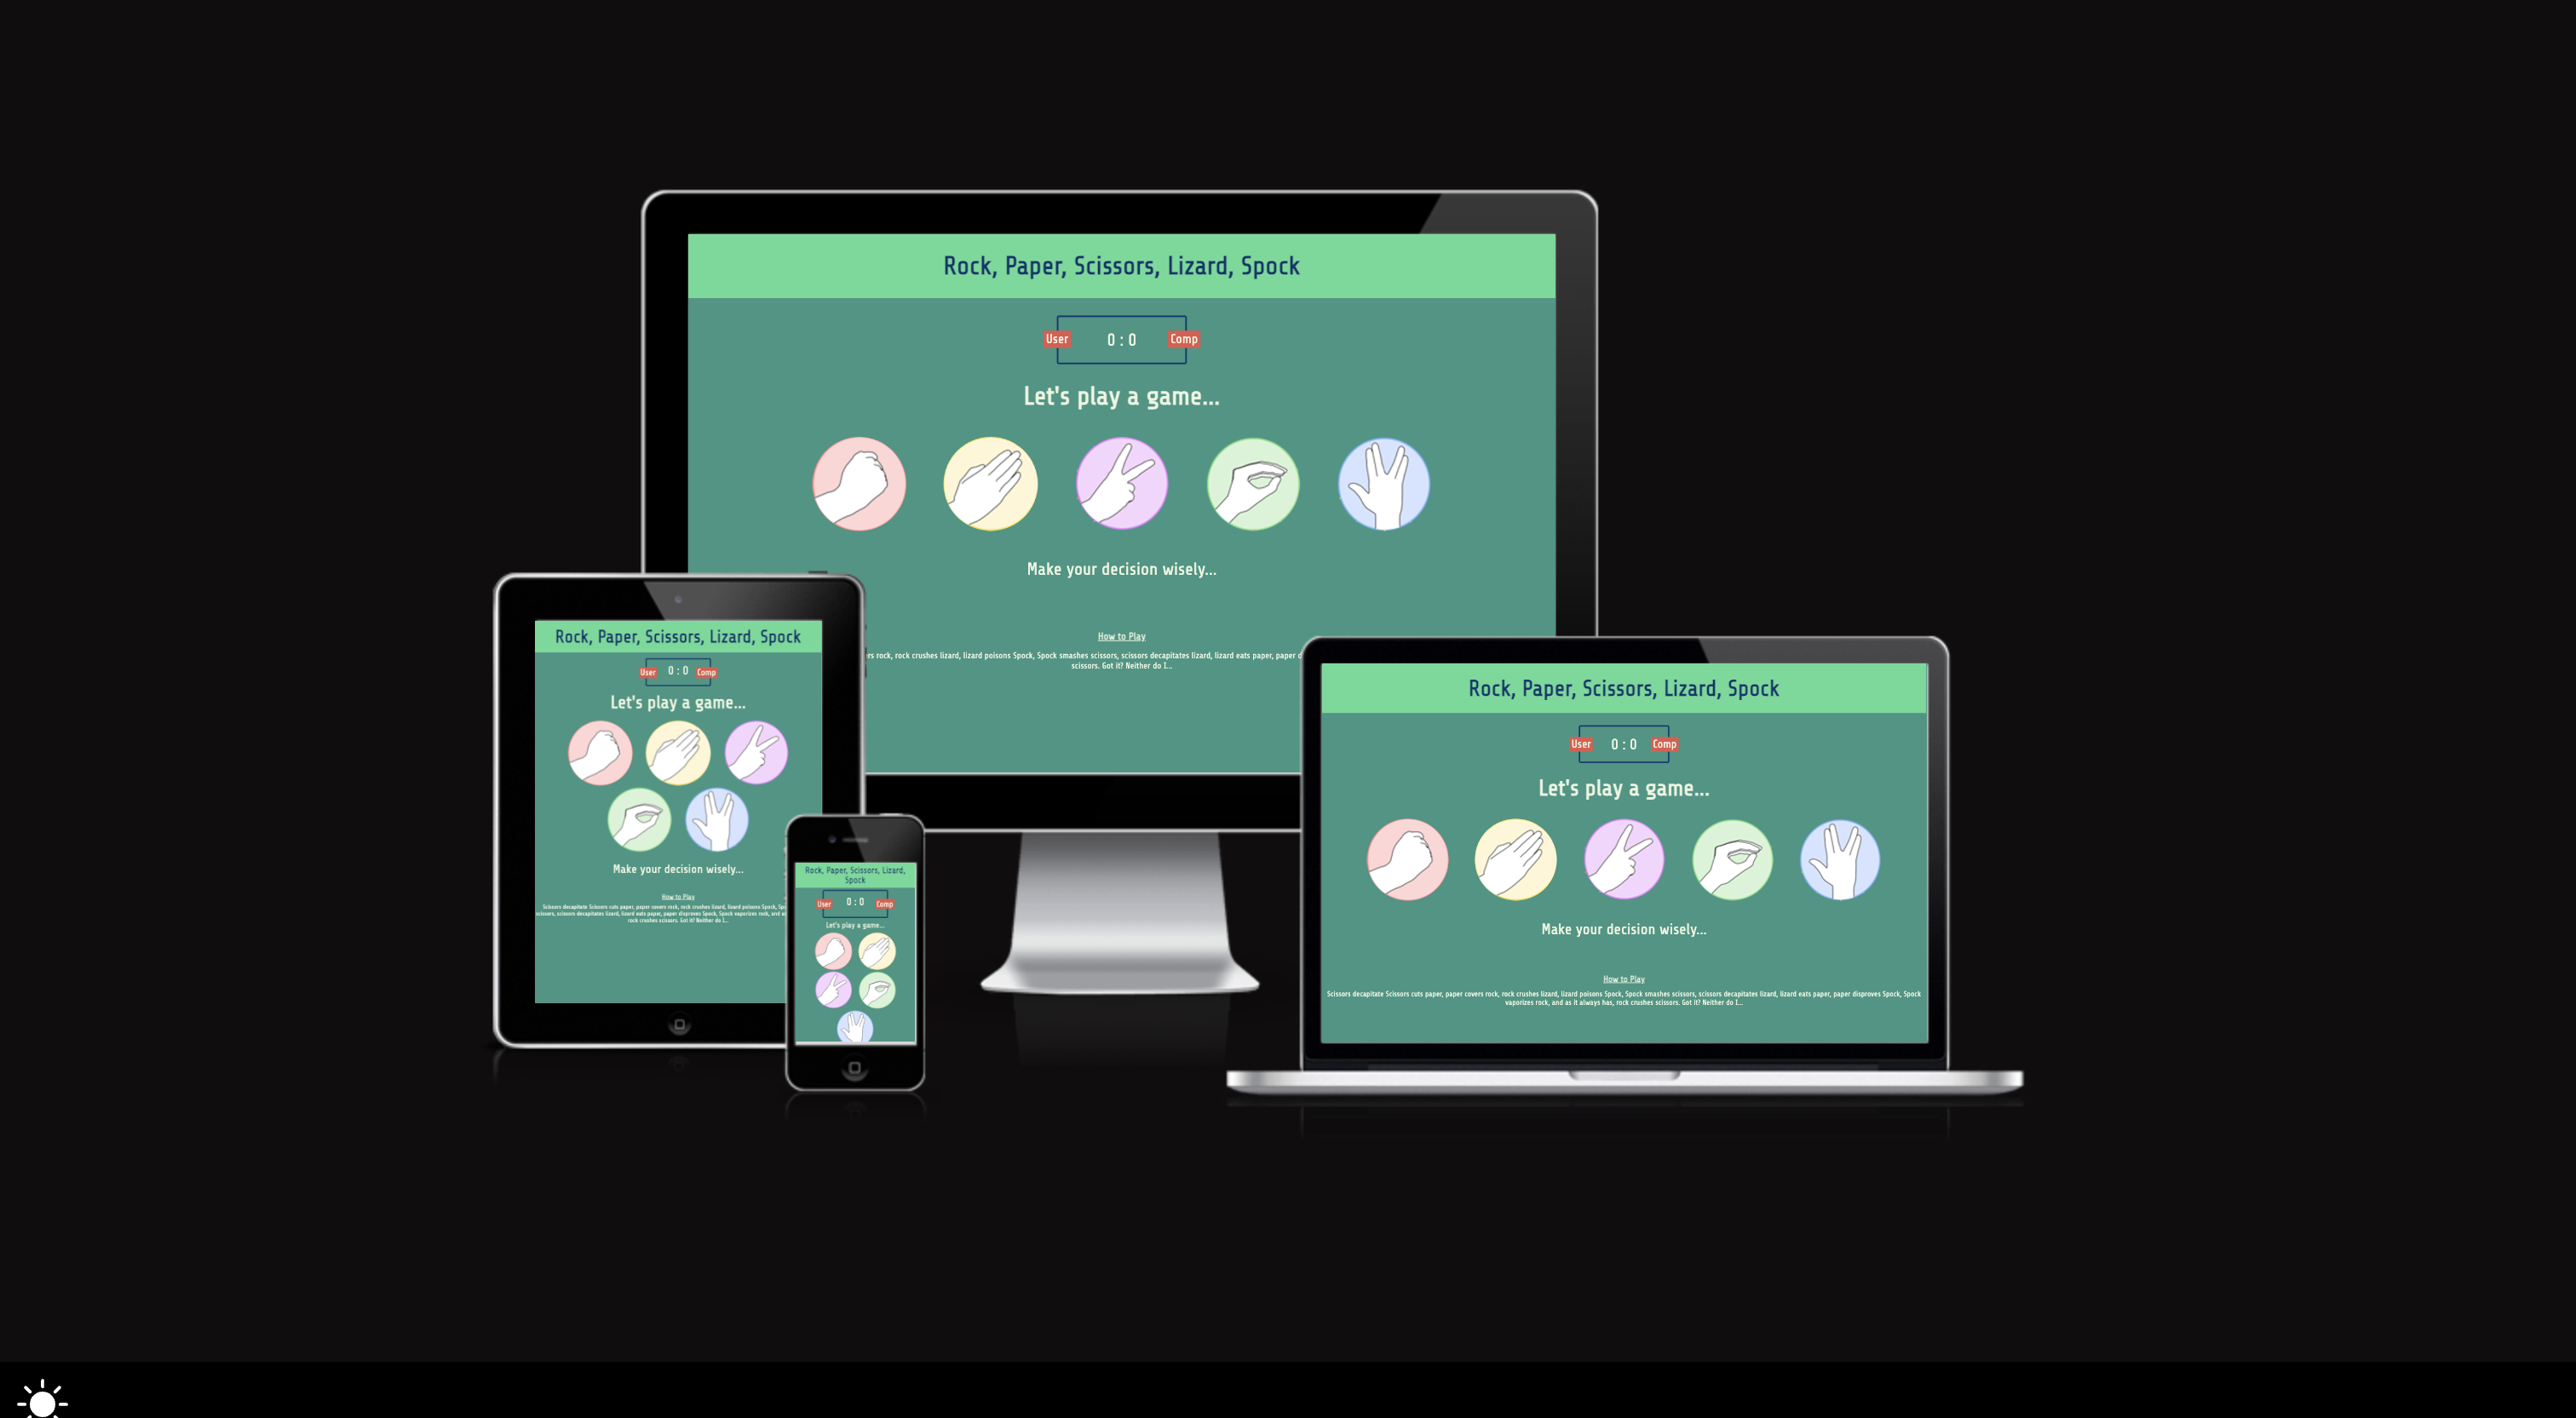 Rock, Paper, Scissors, Lizard, Spock
User 0 : 0 Comp
Let's play a game...
Make your decision wisely...
How to Play
rock, rock crushes lizard, lizard poisons Spock, Spock smashes scissors, scissors decapitates lizard, lizard eats paper, paper
scissors. Got it? Neither do I...
Rock, Paper, Scissors, Lizard, Spock
User 0 : 0 Comp
Let's play a game...
Make your decision wisely...
How to Play
Scissors decapitate Scissors cuts paper, paper covers rock, rock crushes lizard, lizard poisons Spock,
scissors, scissors decapitates lizard, lizard eats paper, paper disproves Spock, Spock vaporizes rock, and
rock crushes scissors. Got it? Neither do I...
Rock, Paper, Scissors, Lizard,
Spock
User 0 : 0 Comp
Let's play a game...
Rock, Paper, Scissors, Lizard, Spock
User 0 : 0 Comp
Let's play a game...
Make your decision wisely...
How to Play
Scissors decapitate Scissors cuts paper, paper covers rock, rock crushes lizard, lizard poisons Spock, Spock smashes scissors, scissors decapitates lizard, lizard eats paper, paper disproves Spock, Spock
vaporizes rock, and as it always has, rock crushes scissors. Got it? Neither do I...